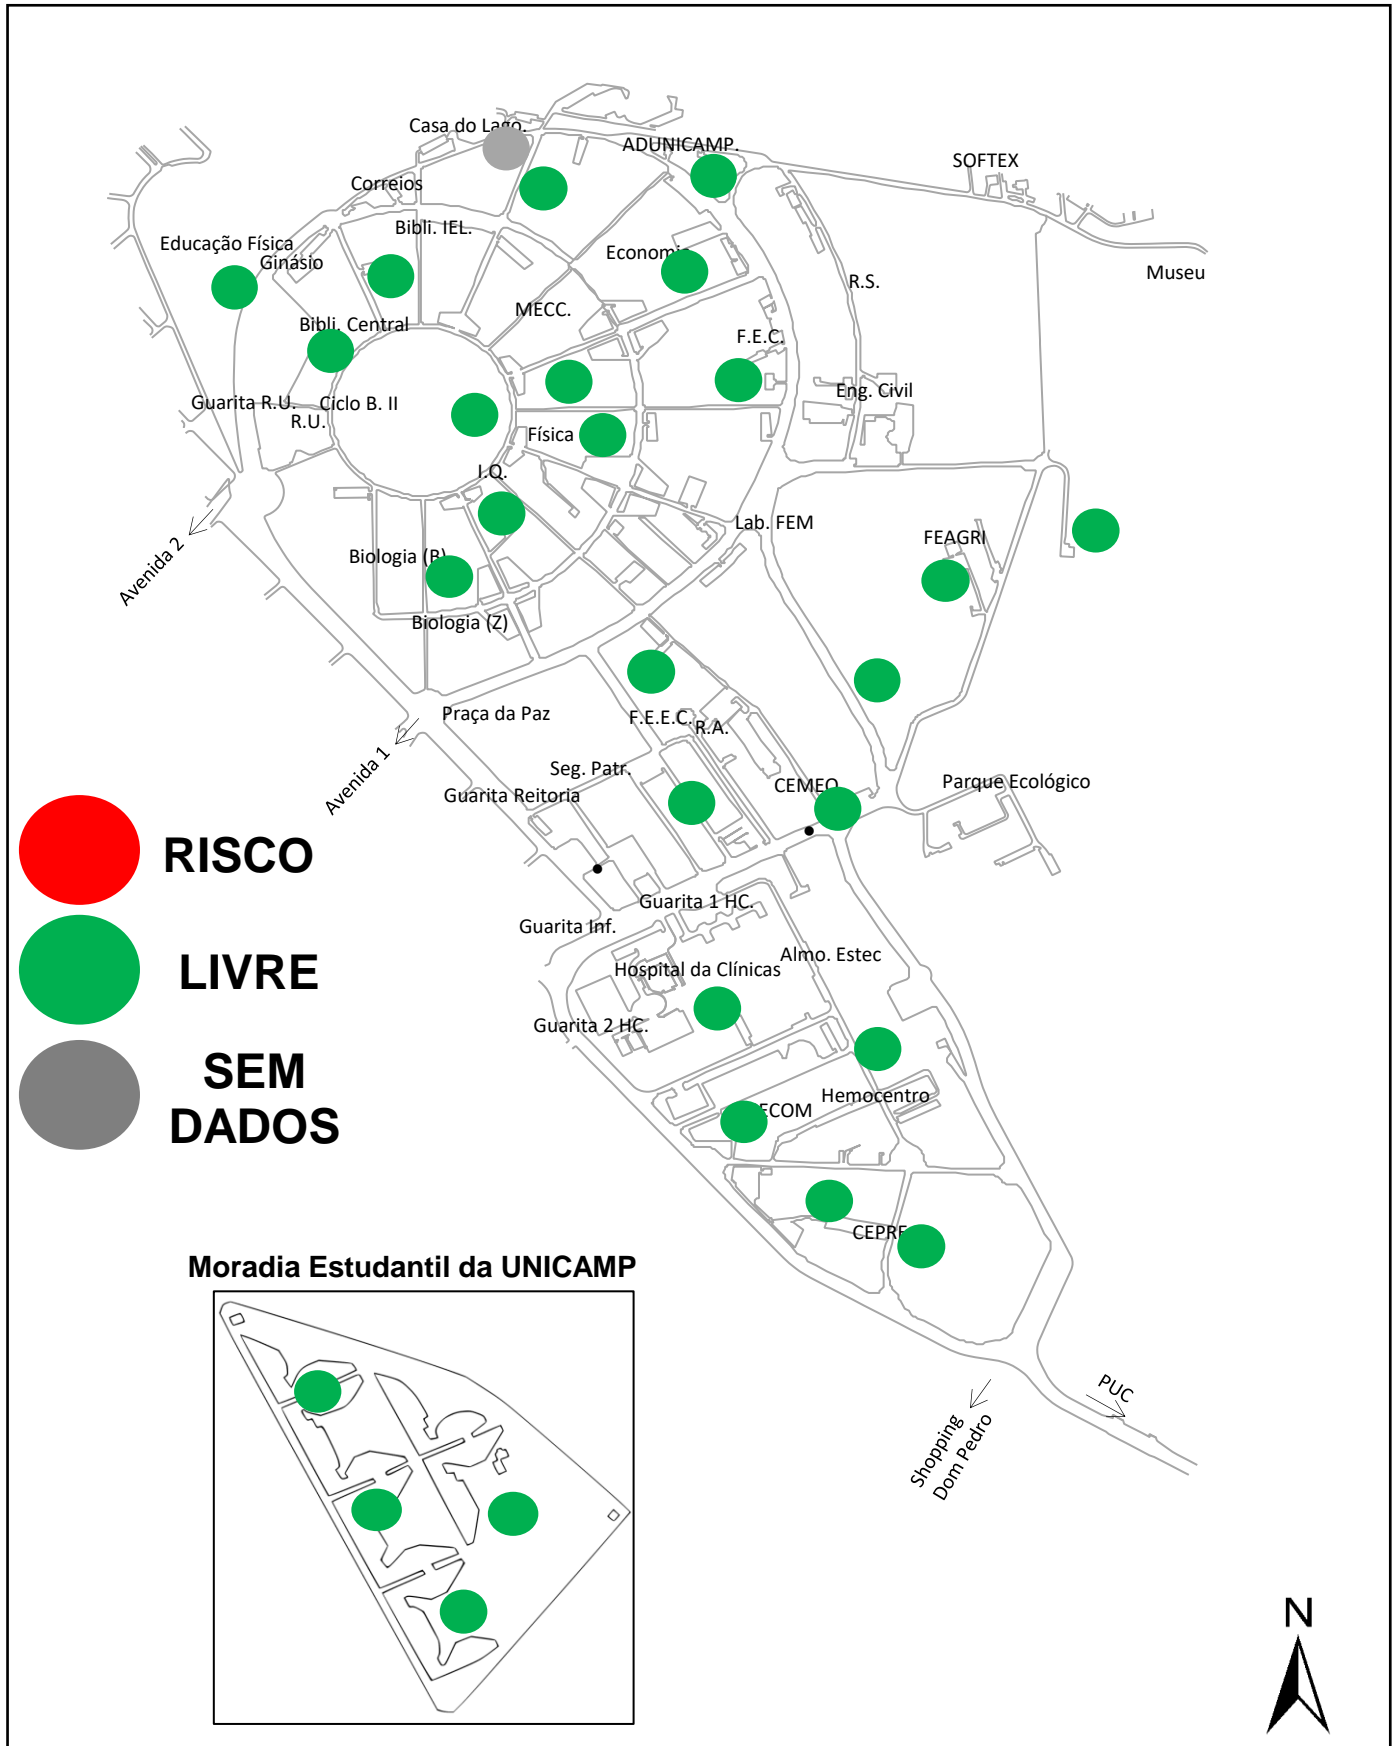 Casa do Lago.
ADUNICAMP.
SOFTEX
Correios
Bibli. IEL.
Educação Física
Ginásio
Economia
Museu
R.S.
MECC.
Bibli. Central
F.E.C.
Eng. Civil
Guarita R.U.
Ciclo B. II
R.U.
Física
I.Q.
Lab. FEM
FEAGRI
Avenida 2
Biologia (B)
Biologia (Z)
Praça da Paz
F.E.E.C.
R.A.
Avenida 1
Seg. Patr.
Guarita Reitoria
CEMEQ
Parque Ecológico
RISCO
Guarita 1 HC.
Guarita Inf.
LIVRE
Almo. Estec
Hospital da Clínicas
Guarita 2 HC.
SEM
DADOS
Hemocentro
ECOM
CEPRE
Moradia Estudantil da UNICAMP
PUC
Shopping
Dom Pedro
N